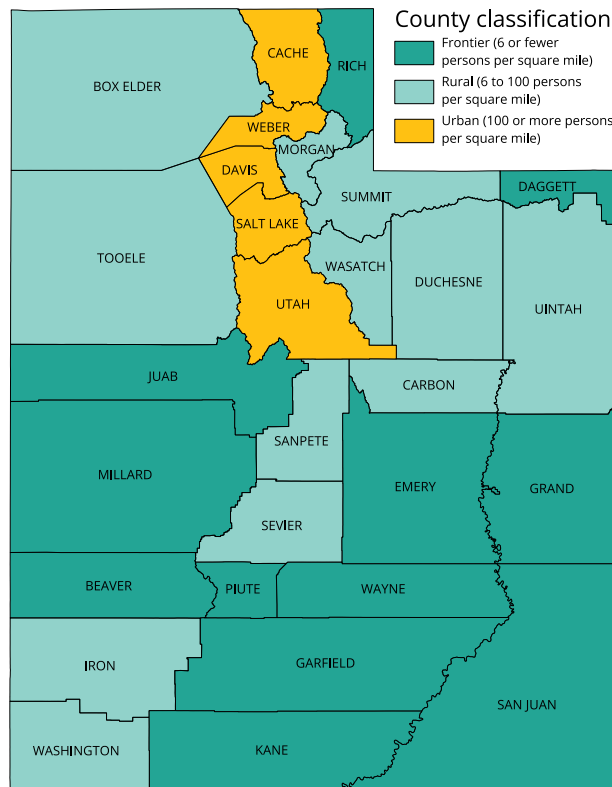 County classification
Frontier (6 or fewer
persons per square mile)
Rural (6 to 100 persons
per square mile)
Urban (100 or more persons
per square mile)
CACHE
RICH
BOX ELDER
WEBER
MORGAN
DAVIS
DAGGETT
SUMMIT
SALT LAKE
TOOELE
WASATCH
DUCHESNE
UINTAH
UTAH
JUAB
CARBON
SANPETE
MILLARD
EMERY
GRAND
SEVIER
BEAVER
PIUTE
WAYNE
IRON
GARFIELD
SAN JUAN
WASHINGTON
KANE